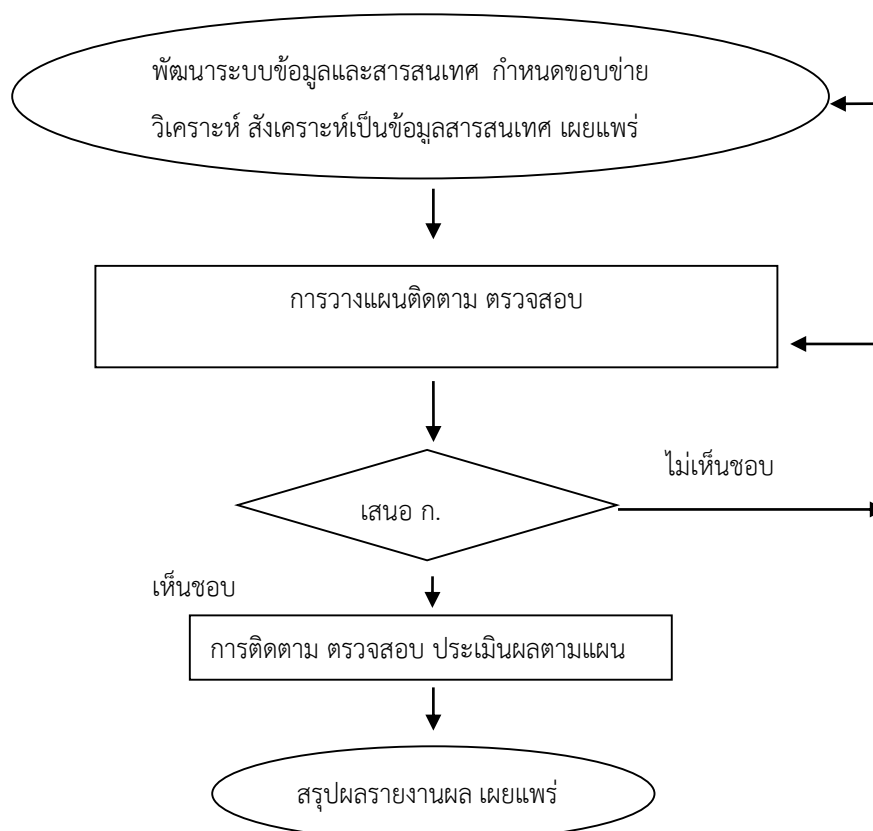 พัฒนาระบบข้อมูลและสารสนเทศ กำหนดขอบข่าย
วิเคราะห์ สังเคราะห์เป็นข้อมูลสารสนเทศ เผยแพร่
การวางแผนติดตาม ตรวจสอบ
ไม่เห็นชอบ
เสนอ ก.
เห็นชอบ
การติดตาม ตรวจสอบ ประเมินผลตามแผน
สรุปผลรายงานผล เผยแพร่